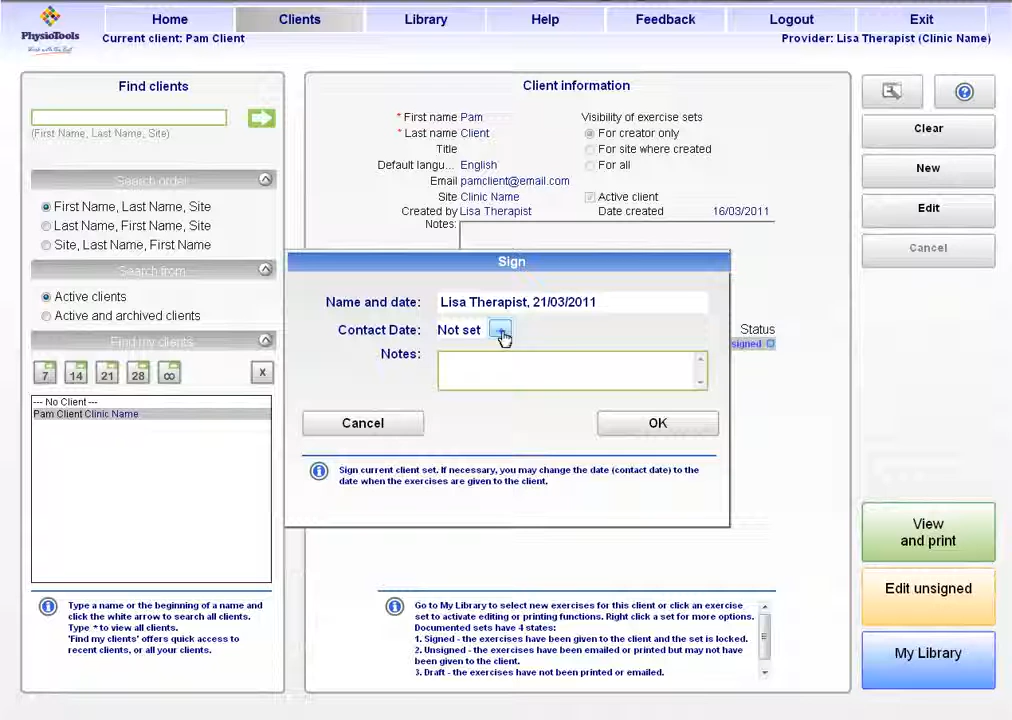 Home
Clients
Library
Help
Feedback
Logout
Exit
PhysioTools
Current client: Pam Client
Provider: Lisa Therapist (Clinic Name)
Find clients
(First Name, Last Name, Site)
Search order
First Name, Last Name, Site
Last Name, First Name, Site
Site, Last Name, First Name
Search from
Active clients
Active and archived clients
Find my clients
7
14
21
28
∞
X
--- No Client ---
Pam Client Clinic Name
Type a name or the beginning of a name and
click the white arrow to search all clients.
Type * to view all clients.
'Find my clients' offers quick access to
recent clients, or all your clients.
Client information
* First name Pam
* Last name Client
Title
Default langu... English
Email pamclient@email.com
Site Clinic Name
Created by Lisa Therapist
Notes:
Visibility of exercise sets
For creator only
For site where created
For all
Active client
Date created 16/03/2011
Status
signed
Sign
Name and date: Lisa Therapist, 21/03/2011
Contact Date: Not set
Notes:
Cancel
OK
Sign current client set. If necessary, you may change the date (contact date) to the
date when the exercises are given to the client.
Go to My Library to select new exercises for this client or click an exercise
set to activate editing or printing functions. Right click a set for more options.
Documented sets have 4 states:
1. Signed - the exercises have been given to the client and the set is locked.
2. Unsigned - the exercises have been emailed or printed but may not have
been given to the client.
3. Draft - the exercises have not been printed or emailed.
Clear
New
Edit
Cancel
View
and print
Edit unsigned
My Library